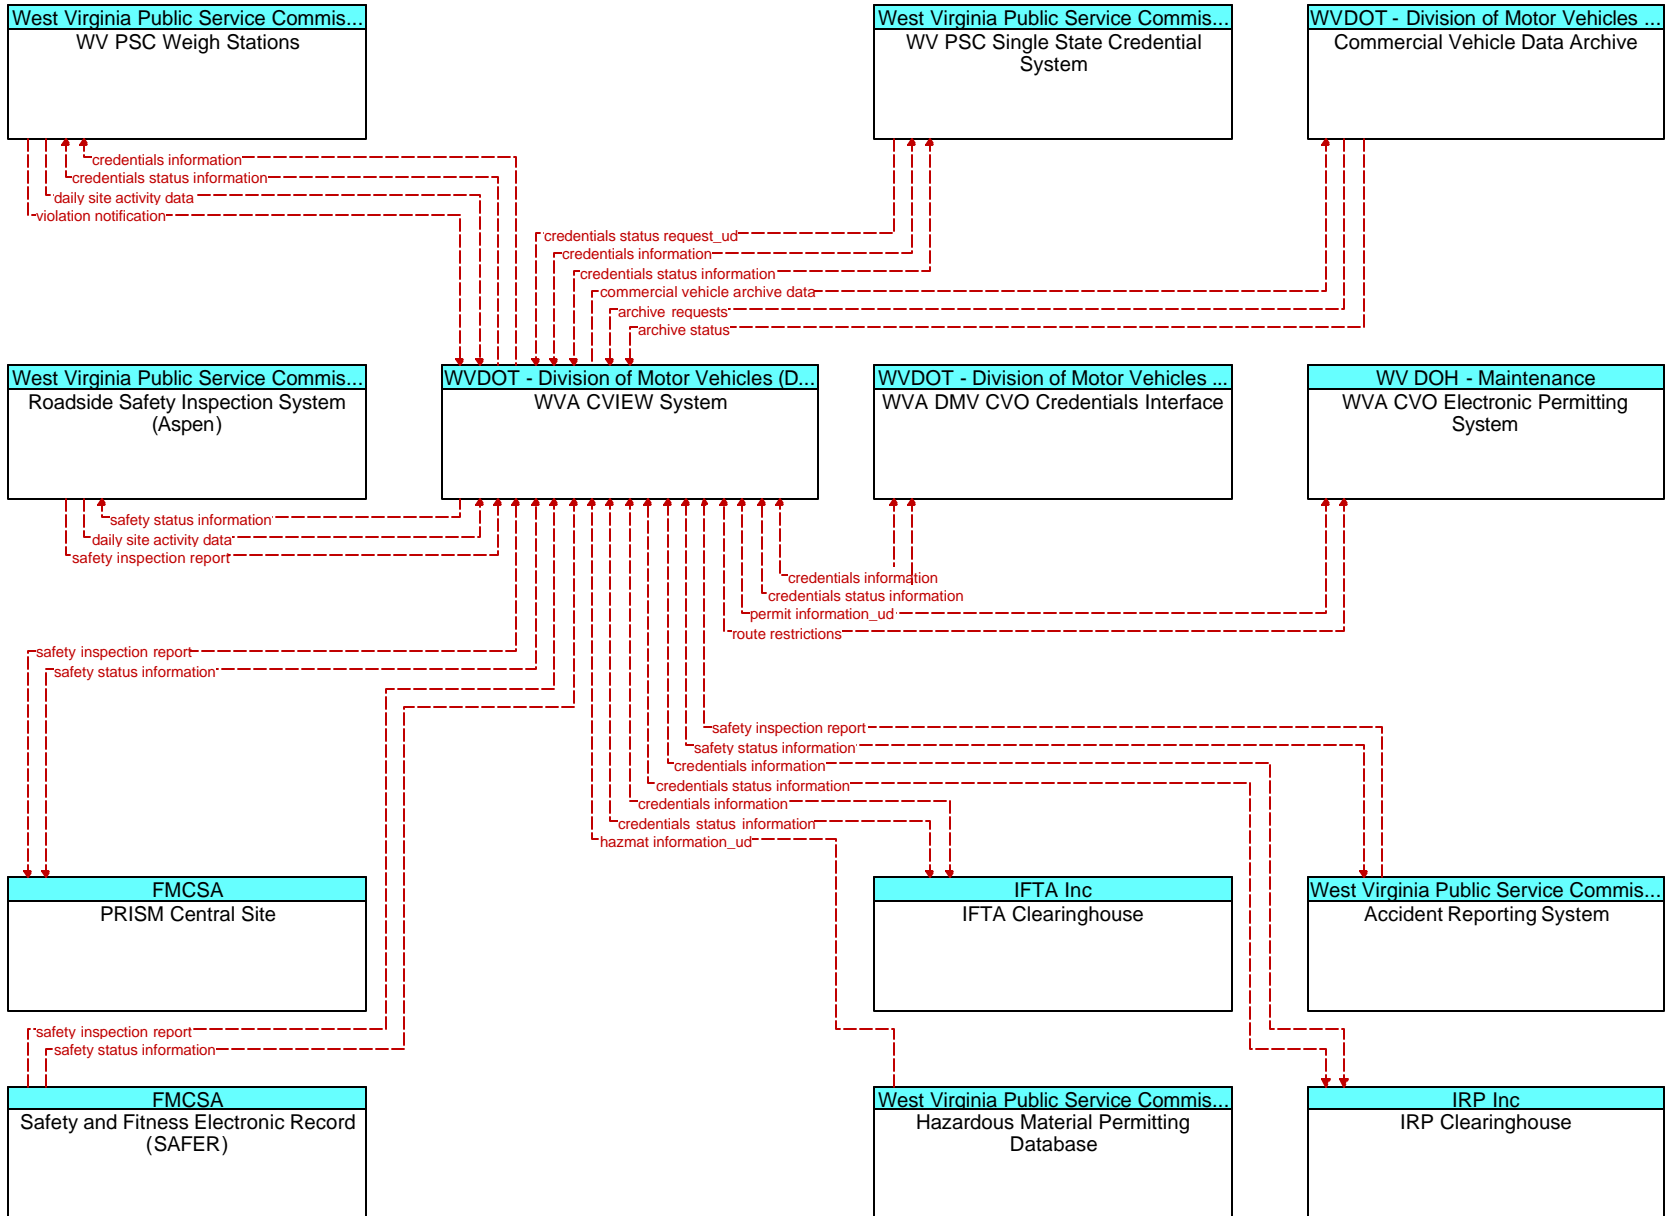 West Virginia Public Service Commis...
WV PSC Weigh Stations
West Virginia Public Service Commis...
WV PSC Single State Credential
System
WVDOT - Division of Motor Vehicles ...
Commercial Vehicle Data Archive
credentials information
credentials status information
daily site activity data
violation notification
credentials status request_ud
credentials information
credentials status information
commercial vehicle archive data
archive requests
archive status
West Virginia Public Service Commis...
Roadside Safety Inspection System
(Aspen)
WVDOT - Division of Motor Vehicles (D...
WVA CVIEW System
WVDOT - Division of Motor Vehicles ...
WVA DMV CVO Credentials Interface
WV DOH - Maintenance
WVA CVO Electronic Permitting
System
safety status information
daily site activity data
safety inspection report
credentials information
credentials status information
permit information_ud
route restrictions
safety inspection report
safety status information
safety inspection report
safety status information
credentials information
credentials status information
credentials information
credentials status information
hazmat information_ud
FMCSA
PRISM Central Site
IFTA Inc
IFTA Clearinghouse
West Virginia Public Service Commis...
Accident Reporting System
safety inspection report
safety status information
FMCSA
Safety and Fitness Electronic Record
(SAFER)
West Virginia Public Service Commis...
Hazardous Material Permitting
Database
IRP Inc
IRP Clearinghouse